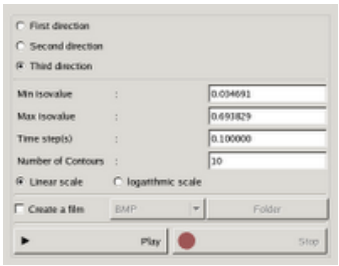 First direction
Second direction
Third direction
Min isovalue : 0.034691
Max isovalue : 0.693829
Time step(s) : 0.100000
Number of Contours : 10
Linear scale logarithmic scale
Create a film BMP Folder
Play Stop